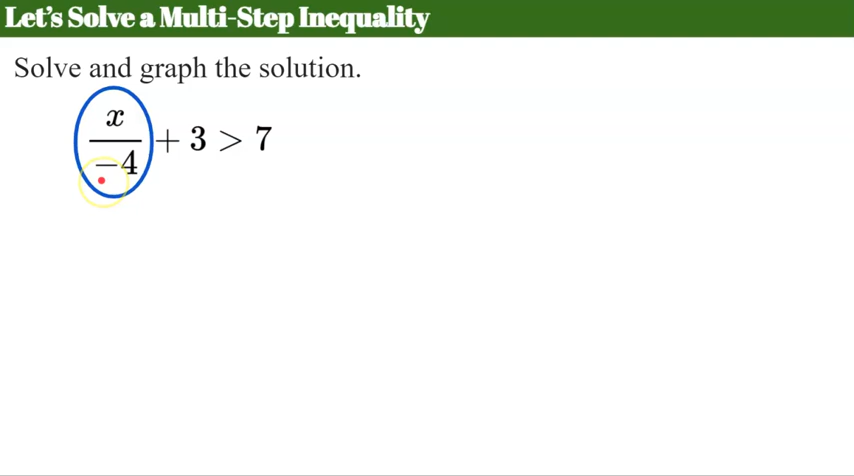 Let's Solve a Multi-Step Inequality
Solve and graph the solution.
x
—
−4
+ 3 > 7